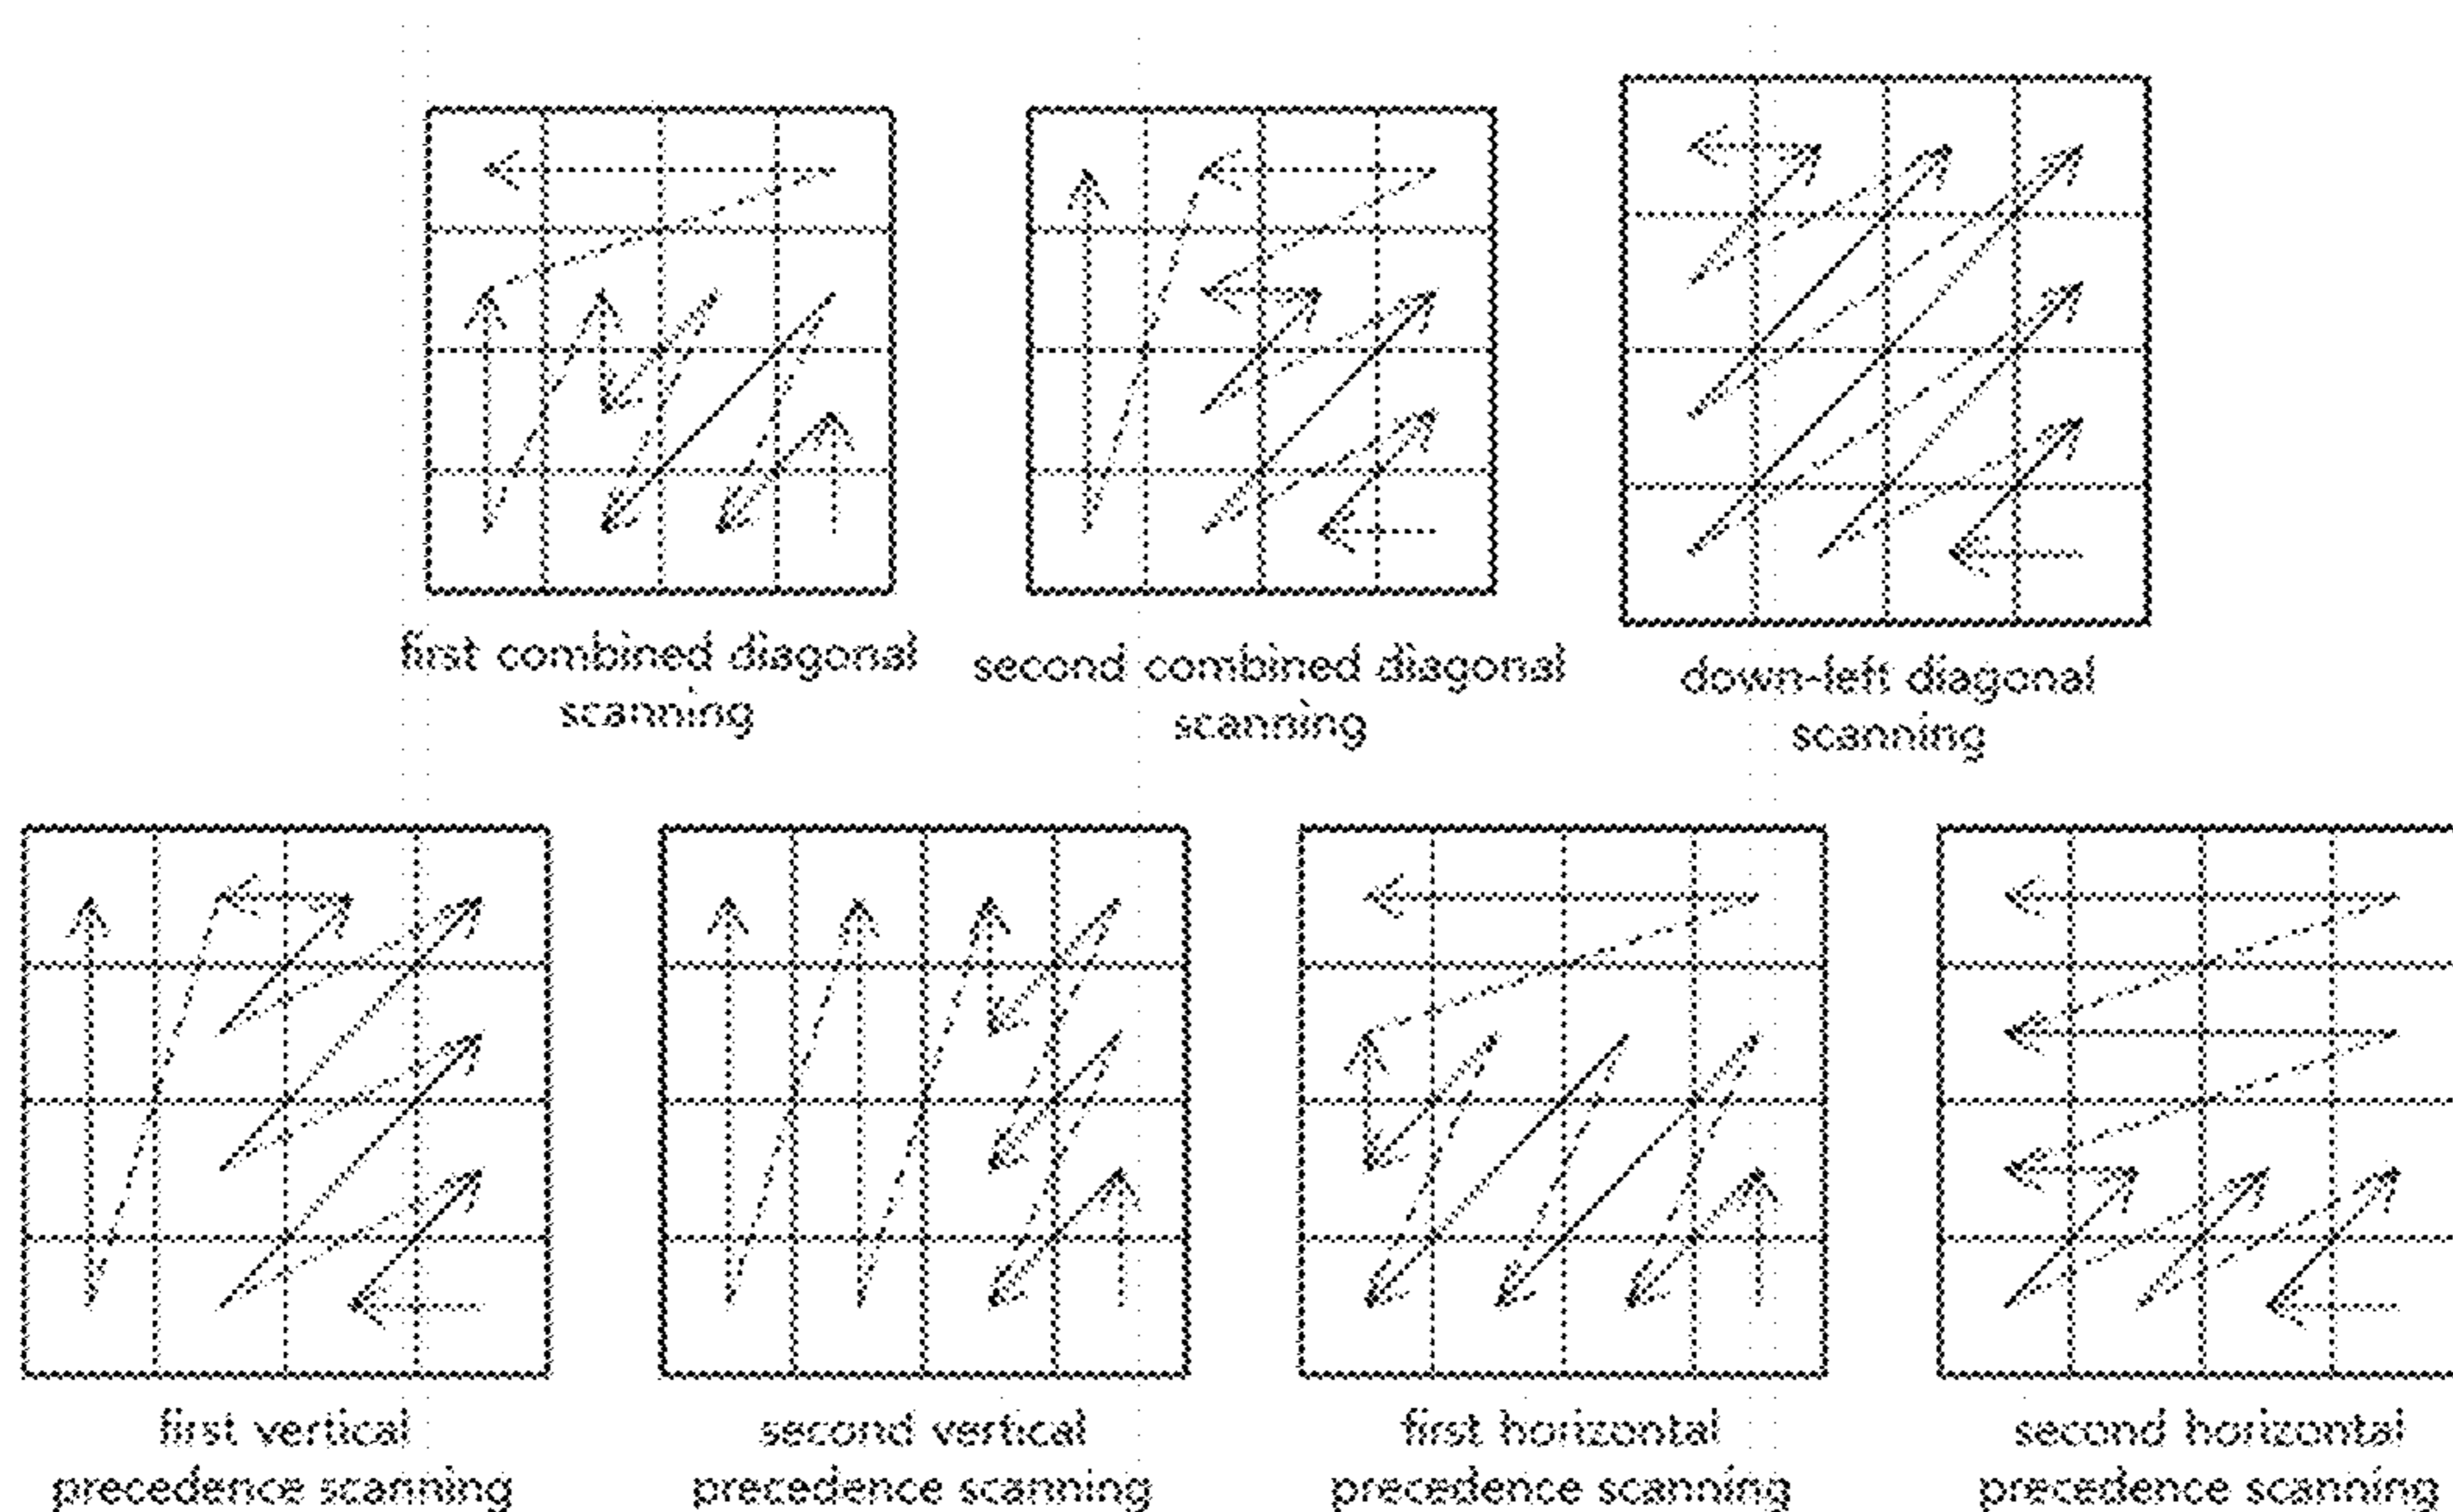 first combined diagonal
scanning
second combined diagonal
scanning
down-left diagonal
scanning
first vertical
precedence scanning
second vertical
precedence scanning
first horizontal
precedence scanning
second horizontal
precedence scanning